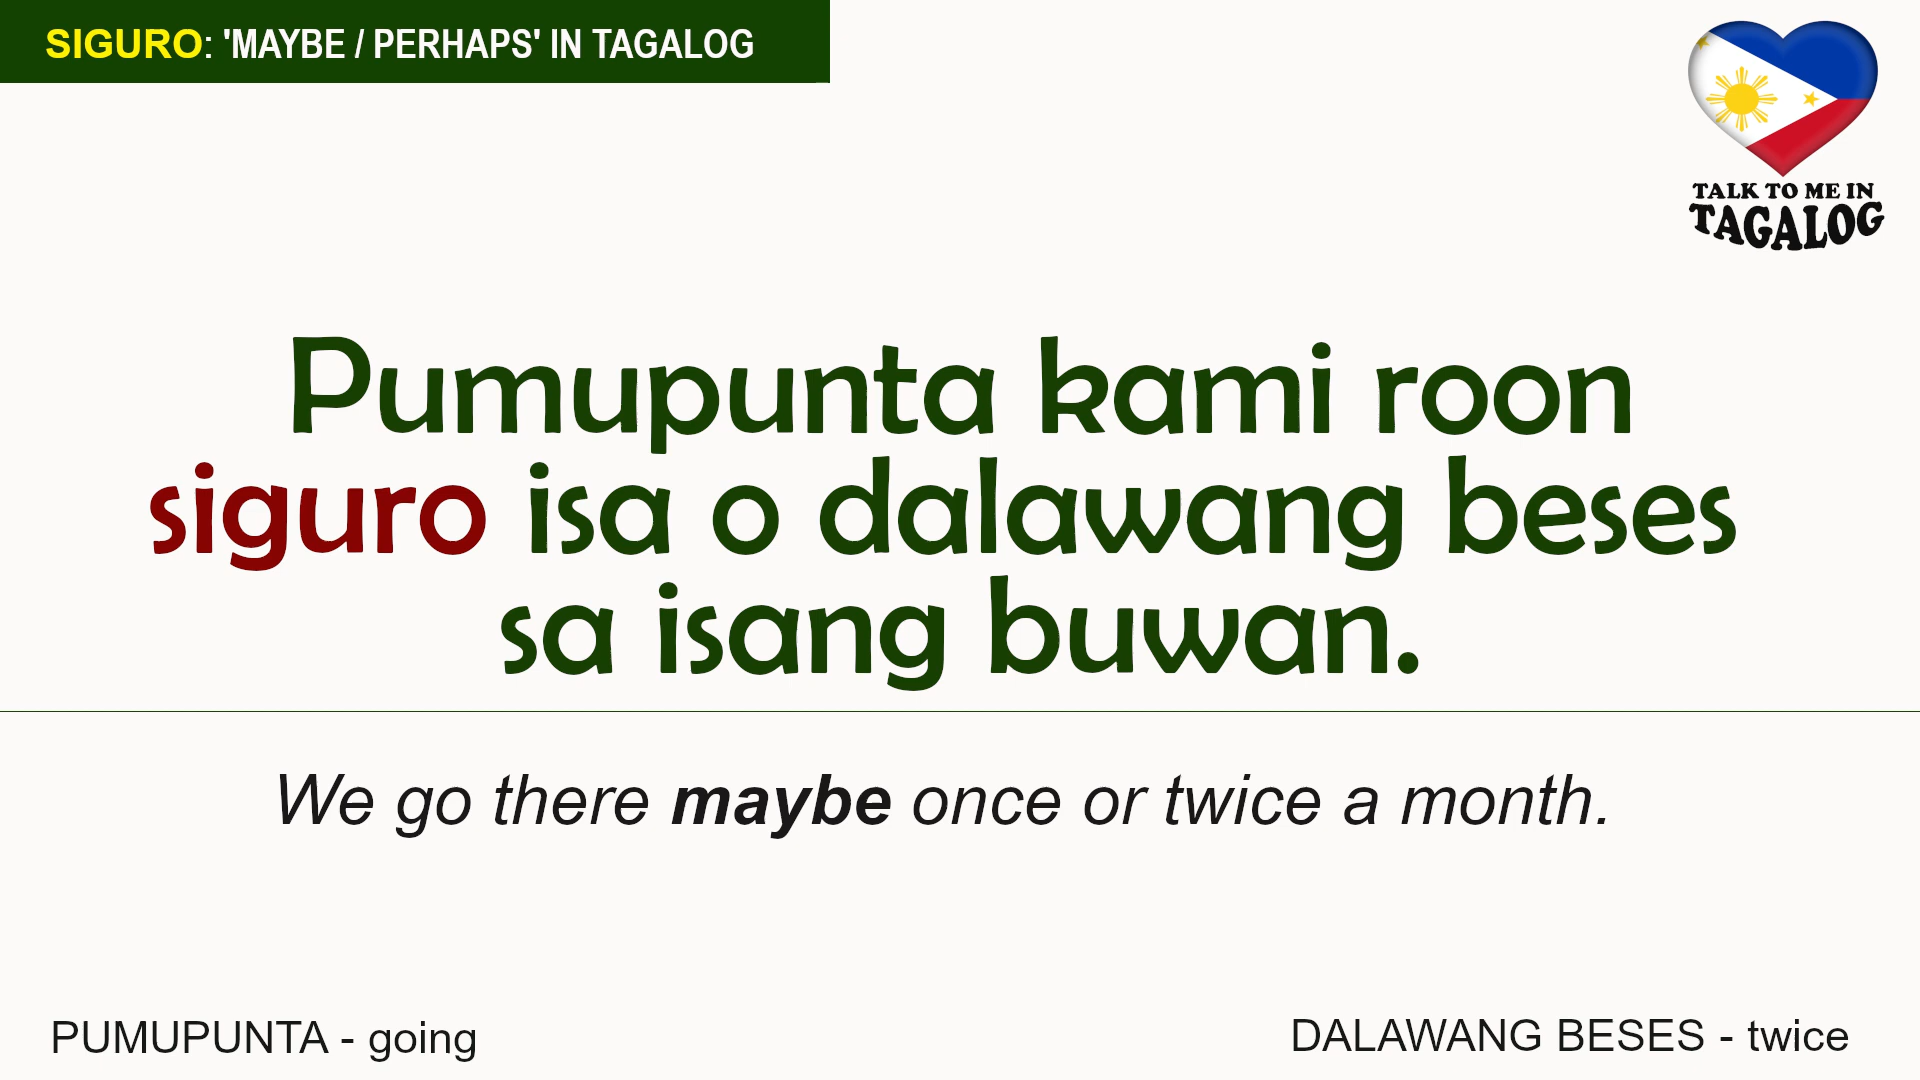 SIGURO: 'MAYBE / PERHAPS' IN TAGALOG
TALK TO ME IN
TAGALOG
Pumupunta kami roon
siguro isa o dalawang beses
sa isang buwan.
We go there maybe once or twice a month.
PUMUPUNTA - going
DALAWANG BESES - twice